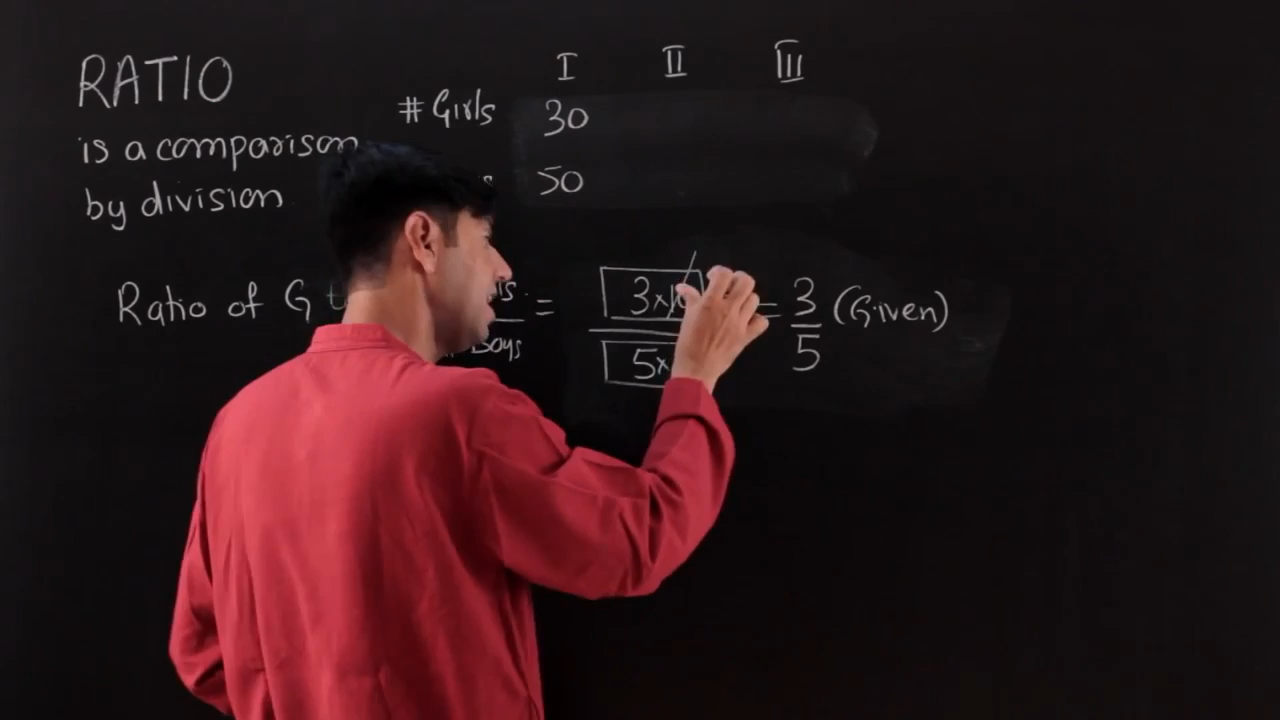 RATIO
is a comparison
by division
I II III
# Girls 30
50
Ratio of G = 3x = 3 (Given)
Boys 5x 5